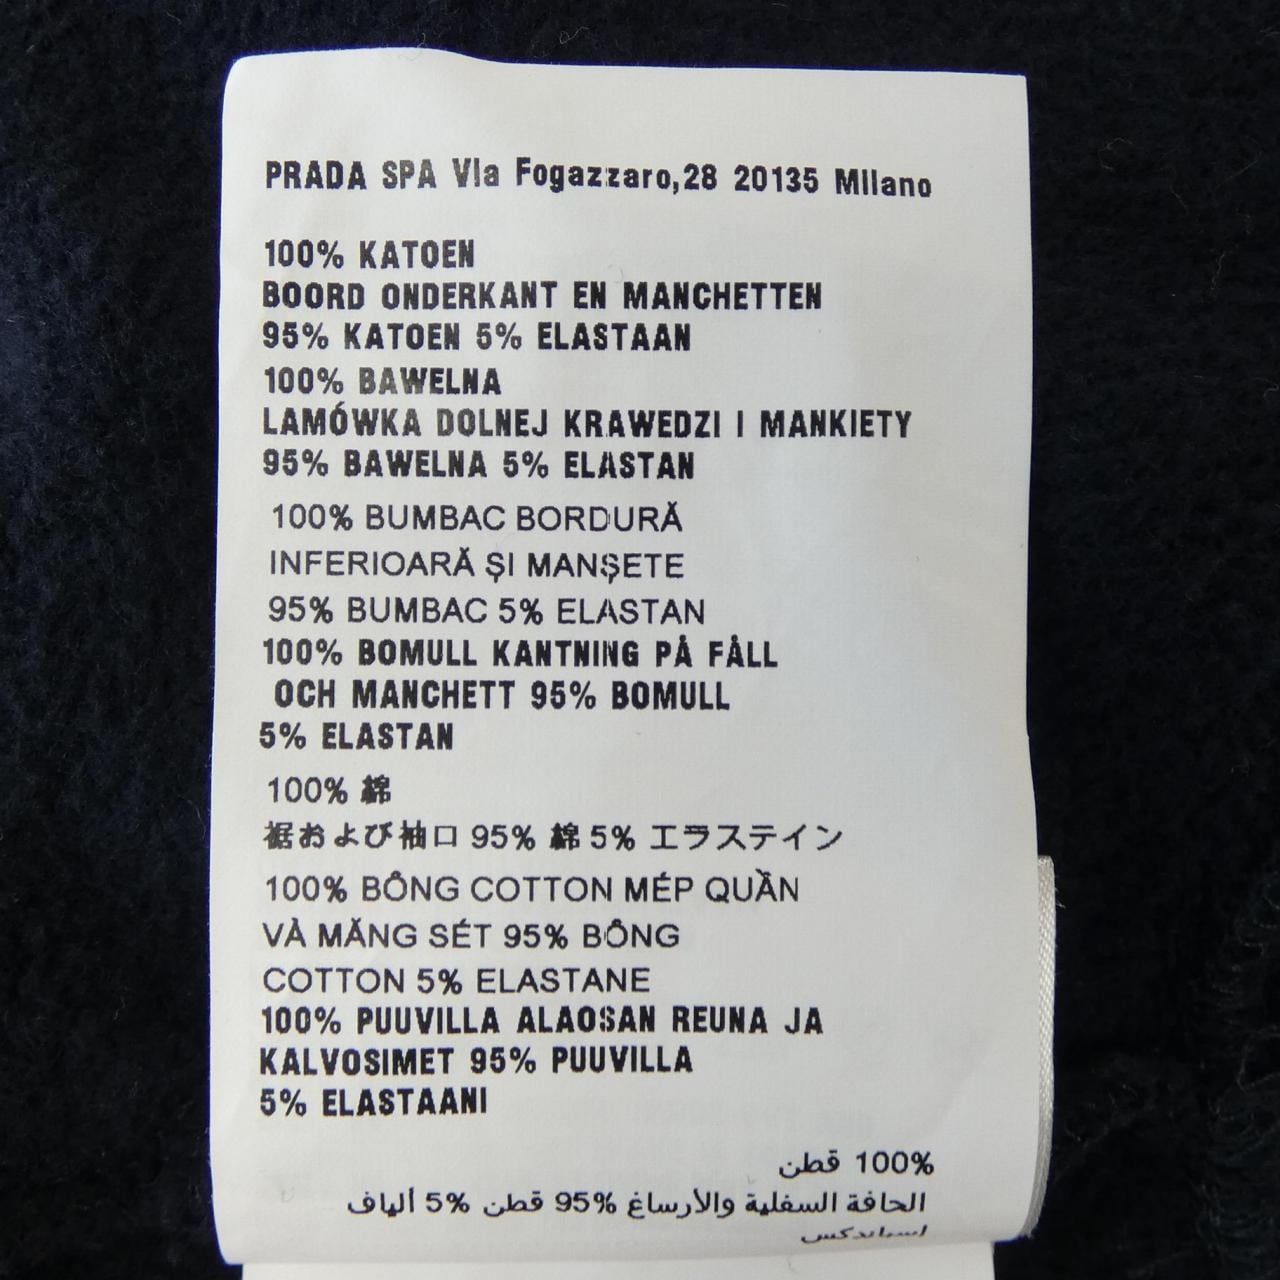 PRADA SPA VIa Fogazzaro,28 20135 MIlano
100% KATOEN
BOORD ONDERKANT EN MANCHETTEN
95% KATOEN 5% ELASTAAN
100% BAWELNA
LAMÓWKA DOLNEJ KRAWEDZI I MANKIETY
95% BAWELNA 5% ELASTAN
100% BUMBAC BORDURĂ
INFERIOARĂ ȘI MANȘETE
95% BUMBAC 5% ELASTAN
100% BOMULL KANTNING PÅ FÅLL
OCH MANCHETT 95% BOMULL
5% ELASTAN
100% 綿
裾および袖口 95% 綿 5% エラステイン
100% BÔNG COTTON MÉP QUẦN
VÀ MĂNG SÉT 95% BÔNG
COTTON 5% ELASTANE
100% PUUVILLA ALAOSAN REUNA JA
KALVOSIMET 95% PUUVILLA
5% ELASTAANI
100% قطن
الحافة السفلية والأرساغ 95% قطن 5% ألياف
إسباندكس